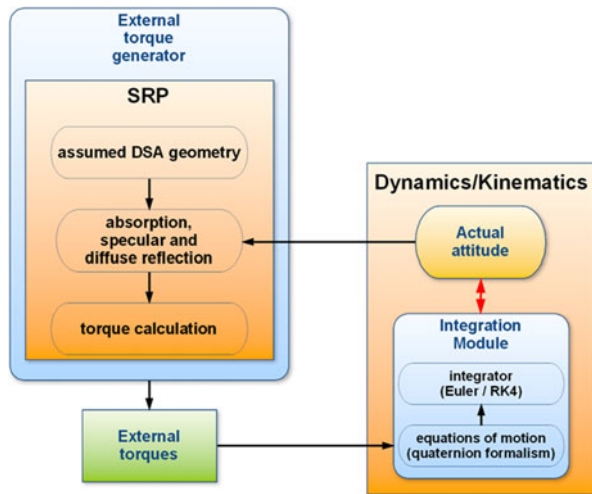 External
torque
generator
SRP
assumed DSA geometry
absorption,
specular and
diffuse reflection
torque calculation
External
torques
Dynamics/Kinematics
Actual
attitude
Integration
Module
integrator
(Euler / RK4)
equations of motion
(quaternion formalism)